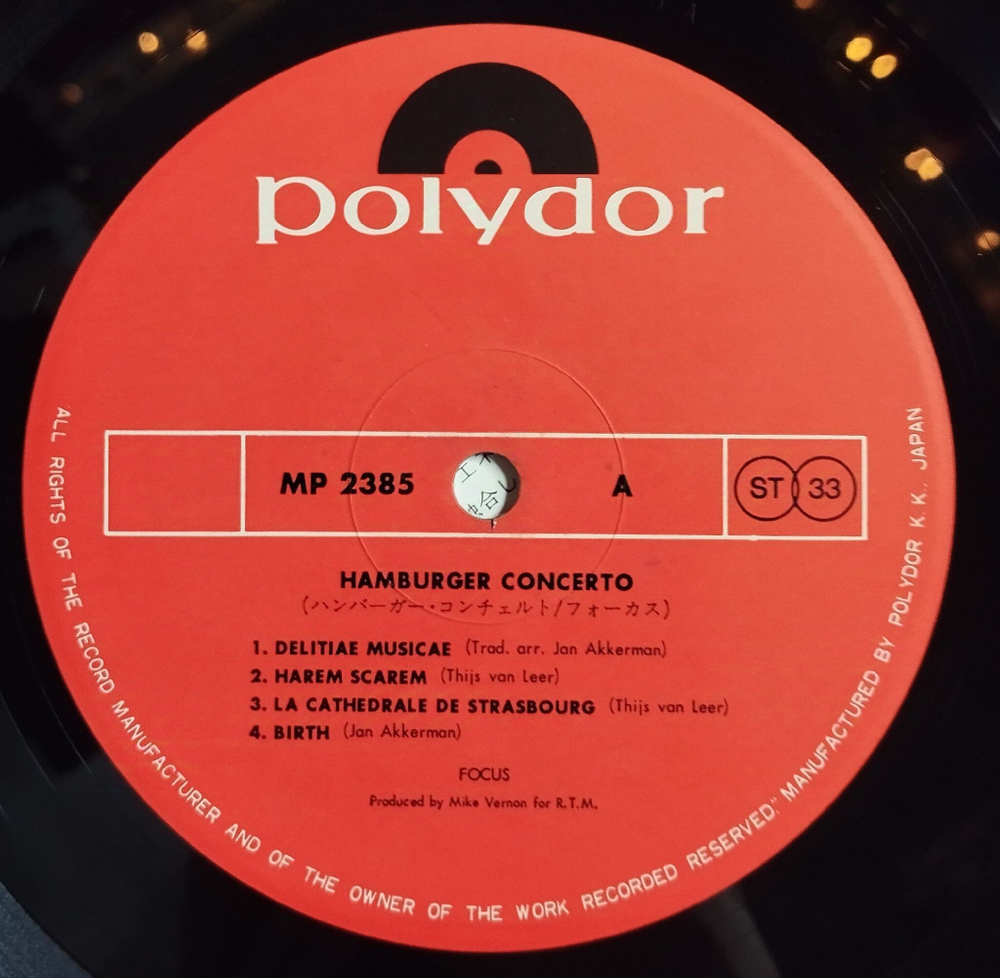 polydor
MP 2385
A
ST 33
HAMBURGER CONCERTO
(ハンバーガー・コンチェルト/フォーカス)
1. DELITIAE MUSICAE (Trad. arr. Jan Akkerman)
2. HAREM SCAREM (Thijs van Leer)
3. LA CATHEDRALE DE STRASBOURG (Thijs van Leer)
4. BIRTH (Jan Akkerman)
FOCUS
Produced by Mike Vernon for R.T.M.
ALL RIGHTS OF THE RECORD MANUFACTURER AND OF THE OWNER OF THE WORK RECORDED RESERVED." MANUFACTURED BY POLYDOR K.K., JAPAN